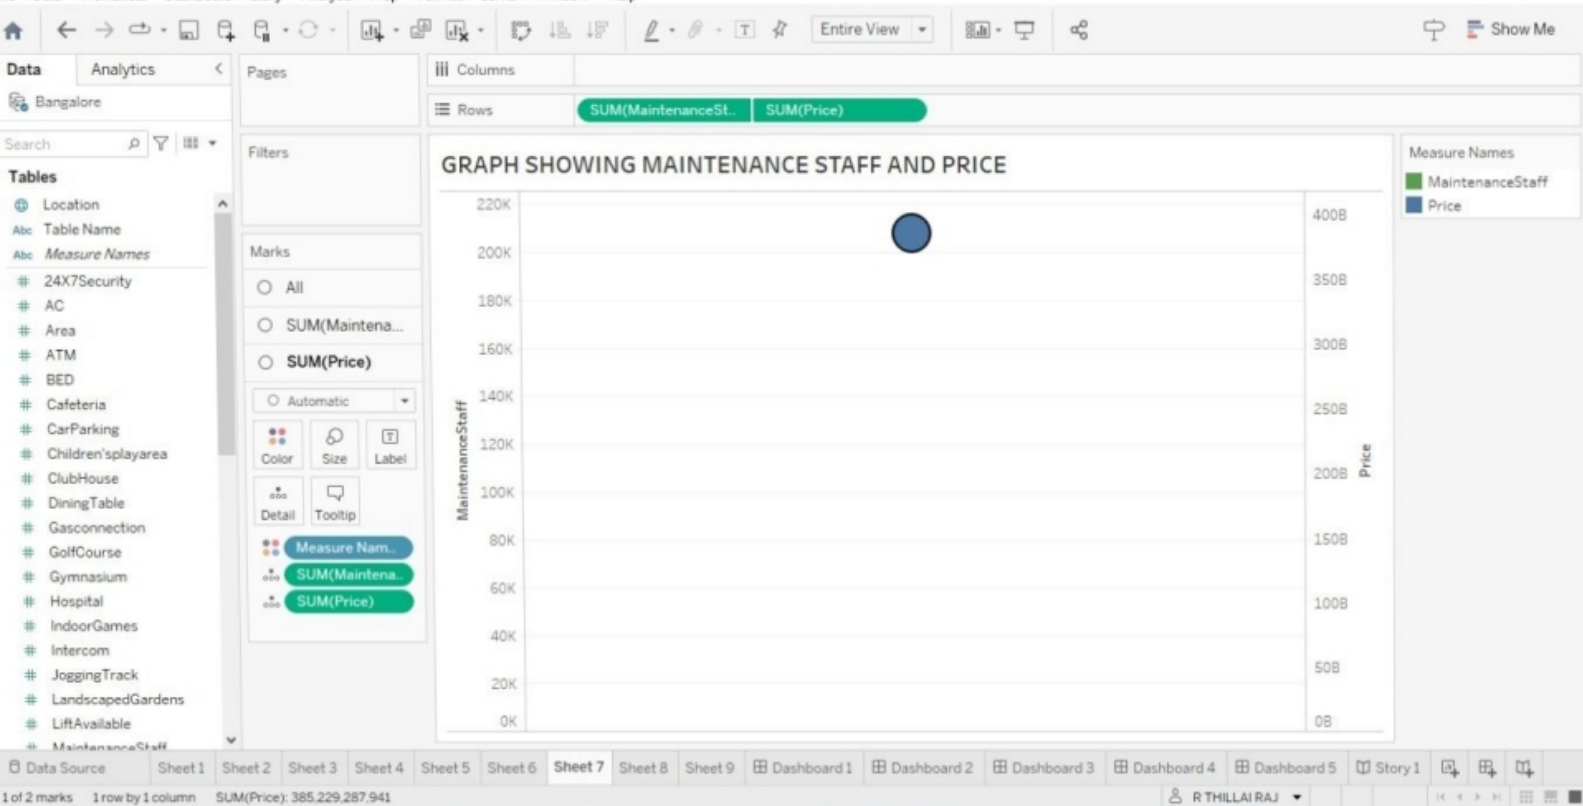 Entire View
Show Me
Data
Analytics
Bangalore
Search
Tables
Location
Abc Table Name
Abc Measure Names
# 24X7Security
# AC
# Area
# ATM
# BED
# Cafeteria
# CarParking
# Children'splayarea
# ClubHouse
# DiningTable
# Gasconnection
# GolfCourse
# Gymnasium
# Hospital
# IndoorGames
# Intercom
# JoggingTrack
# LandscapedGardens
# LiftAvailable
# MaintenanceStaff
Pages
Filters
Marks
All
SUM(Maintena...
SUM(Price)
Automatic
Color Size Label
Detail Tooltip
Measure Nam..
SUM(Maintena..
SUM(Price)
Columns
Rows
SUM(MaintenanceSt.. SUM(Price)
GRAPH SHOWING MAINTENANCE STAFF AND PRICE
MaintenanceStaff
220K
200K
180K
160K
140K
120K
100K
80K
60K
40K
20K
0K
400B
350B
300B
250B
200B
150B
100B
50B
0B
Price
Measure Names
MaintenanceStaff
Price
Data Source Sheet 1 Sheet 2 Sheet 3 Sheet 4 Sheet 5 Sheet 6 Sheet 7 Sheet 8 Sheet 9 Dashboard 1 Dashboard 2 Dashboard 3 Dashboard 4 Dashboard 5 Story 1
1 of 2 marks 1 row by 1 column SUM(Price): 385,229,287,941
R THILLAI RAJ